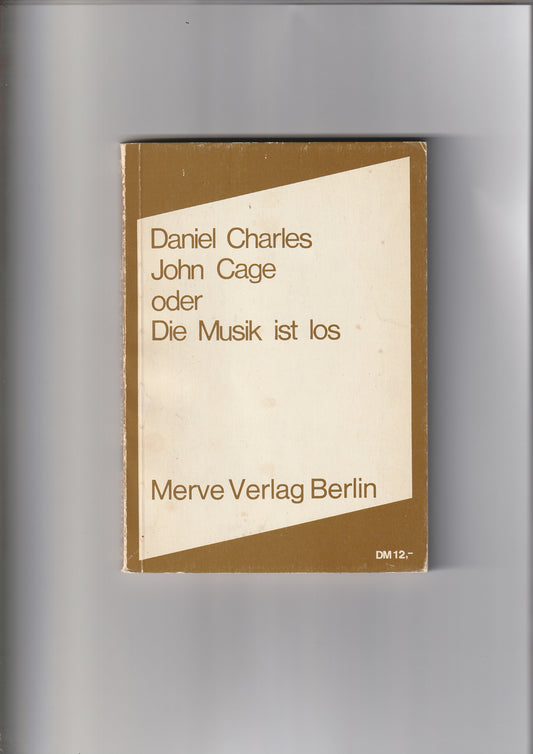 Daniel Charles
John Cage
oder
Die Musik ist los
Merve Verlag Berlin
DM 12,-